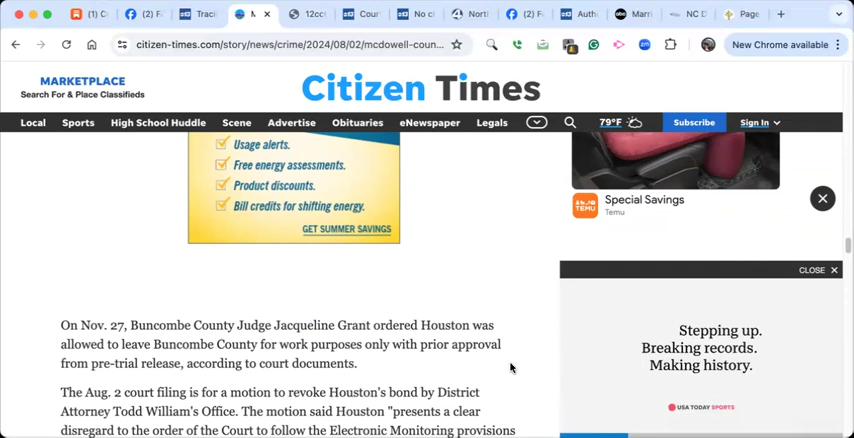 (1) C
(2) F
Traci
M
12cc
Cour
No cl
North
(2) Fa
Auth
Marri
NC D
Page
citizen-times.com/story/news/crime/2024/08/02/mcdowell-coun...
New Chrome available
MARKETPLACE
Search For & Place Classifieds
Citizen Times
Local Sports High School Huddle Scene Advertise Obituaries eNewspaper Legals 79°F Subscribe Sign In
Usage alerts.
Free energy assessments.
Product discounts.
Bill credits for shifting energy.
GET SUMMER SAVINGS
TEMU
Special Savings
Temu
CLOSE
Stepping up.
Breaking records.
Making history.
USA TODAY SPORTS
On Nov. 27, Buncombe County Judge Jacqueline Grant ordered Houston was
allowed to leave Buncombe County for work purposes only with prior approval
from pre-trial release, according to court documents.
The Aug. 2 court filing is for a motion to revoke Houston's bond by District
Attorney Todd William's Office. The motion said Houston "presents a clear
disregard to the order of the Court to follow the Electronic Monitoring provisions